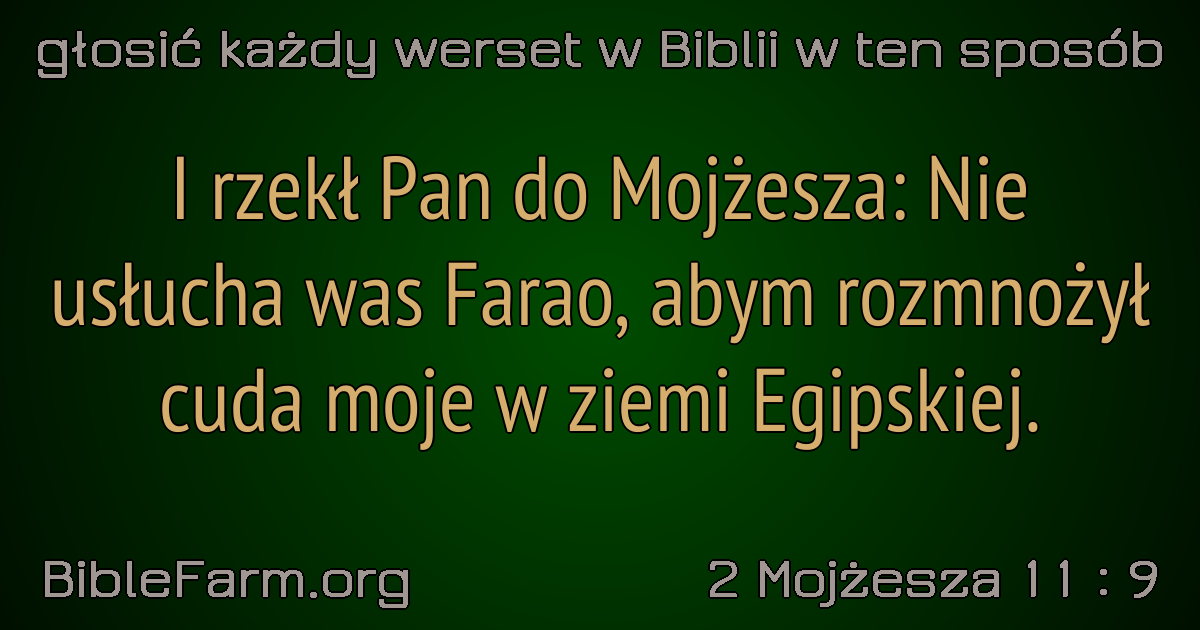 głosić każdy werset w Biblii w ten sposób
I rzekł Pan do Mojżesza: Nie
usłucha was Farao, abym rozmnożył
cuda moje w ziemi Egipskiej.
BibleFarm.org
2 Mojżesza 11 : 9